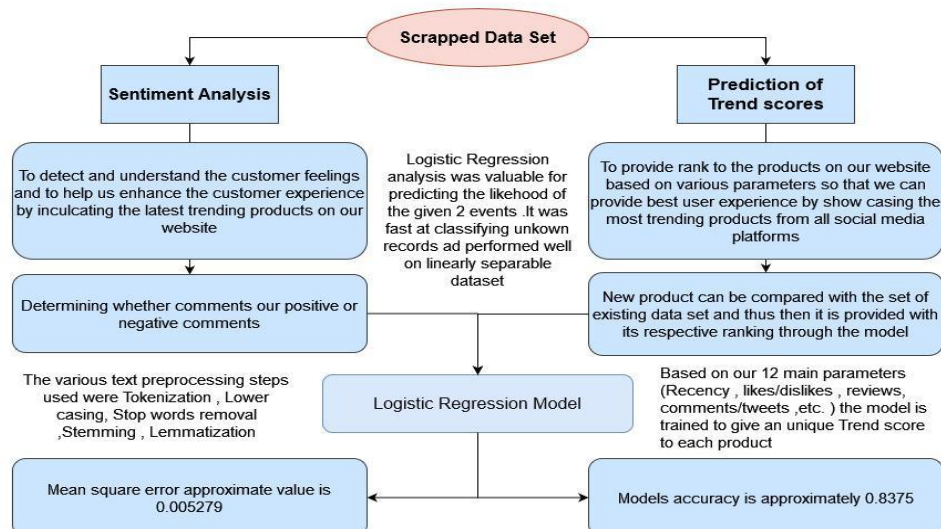 Scrapped Data Set
Sentiment Analysis
Prediction of
Trend scores
To detect and understand the customer feelings
and to help us enhance the customer experience
by inculcating the latest trending products on our
website
Logistic Regression
analysis was valuable for
predicting the likehood of
the given 2 events .It was
fast at classifying unkown
records ad performed well
on linearly separable
dataset
To provide rank to the products on our website
based on various parameters so that we can
provide best user experience by show casing the
most trending products from all social media
platforms
Determining whether comments our positive or
negative comments
New product can be compared with the set of
existing data set and thus then it is provided with
its respective ranking through the model
The various text preprocessing steps
used were Tokenization , Lower
casing, Stop words removal
,Stemming , Lemmatization
Logistic Regression Model
Based on our 12 main parameters
(Recency , likes/dislikes , reviews,
comments/tweets ,etc. ) the model is
trained to give an unique Trend score
to each product
Mean square error approximate value is
0.005279
Models accuracy is approximately 0.8375